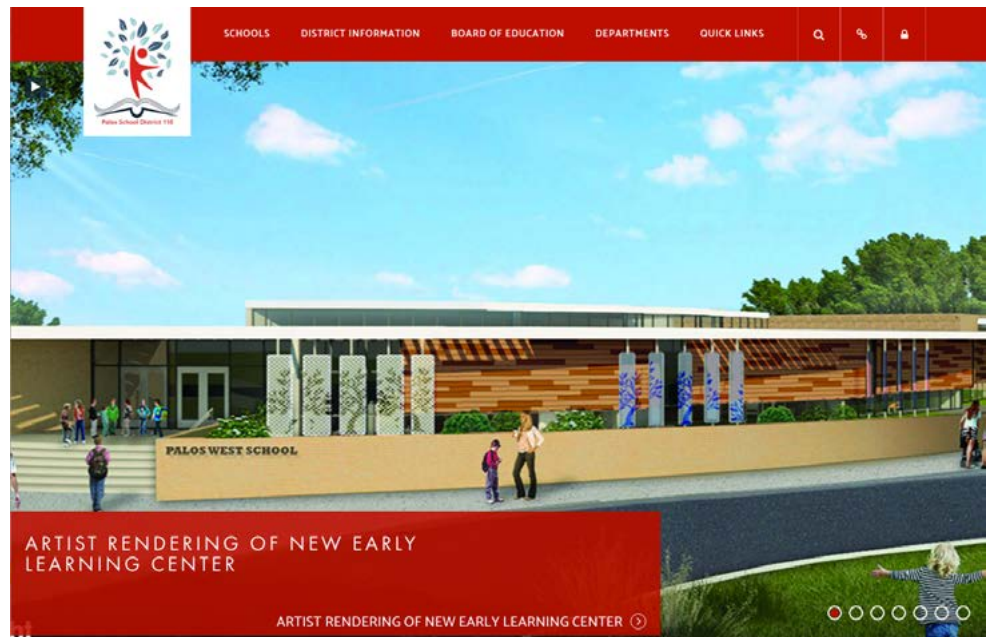 SCHOOLS DISTRICT INFORMATION BOARD OF EDUCATION DEPARTMENTS QUICK LINKS
Palos School District 118
PALOS WEST SCHOOL
ARTIST RENDERING OF NEW EARLY
LEARNING CENTER
ARTIST RENDERING OF NEW EARLY LEARNING CENTER